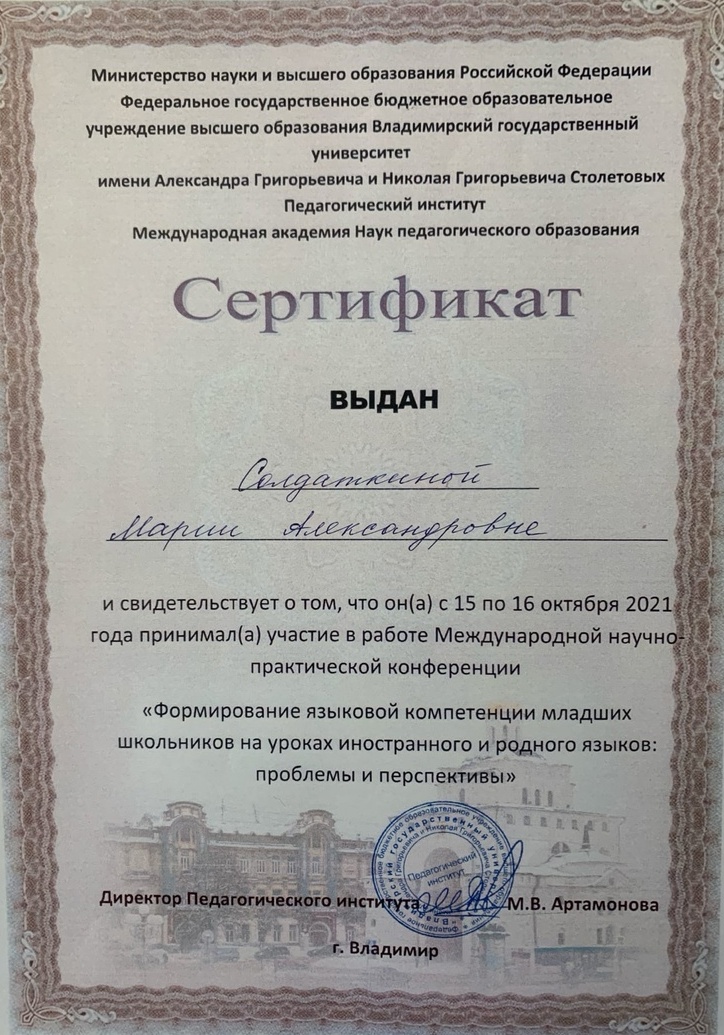 Министерство науки и высшего образования Российской Федерации
Федеральное государственное бюджетное образовательное
учреждение высшего образования Владимирский государственный
университет
имени Александра Григорьевича и Николая Григорьевича Столетовых
Педагогический институт
Международная академия Наук педагогического образования
Сертификат
ВЫДАН
Солдаткиной
Марии Александровне
и свидетельствует о том, что он(а) с 15 по 16 октября 2021
года принимал(а) участие в работе Международной научно-
практической конференции
«Формирование языковой компетенции младших
школьников на уроках иностранного и родного языков:
проблемы и перспективы»
Педагогический
институт
Директор Педагогического института М.В. Артамонова
г. Владимир